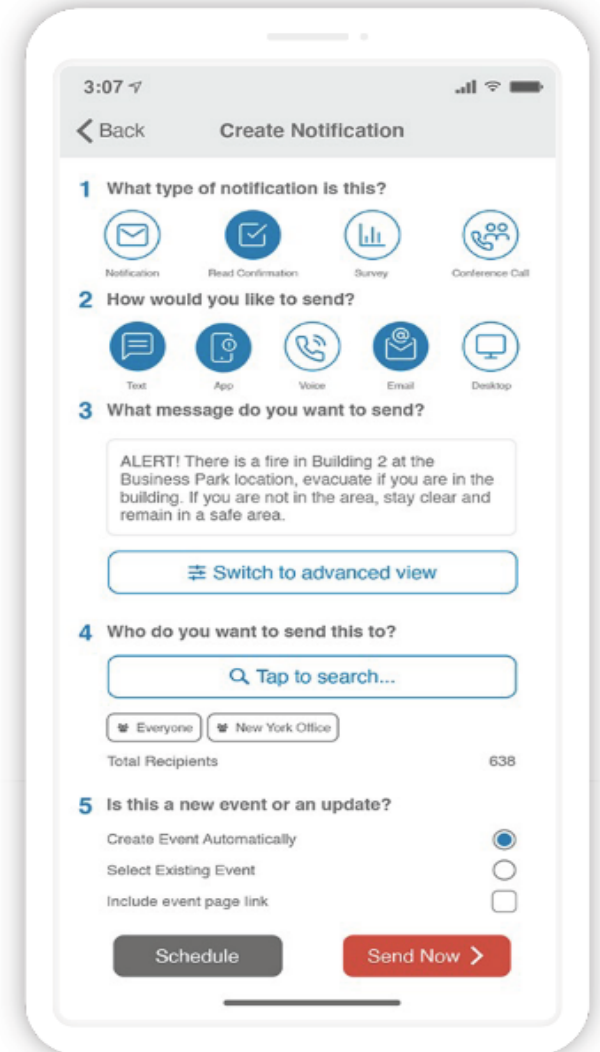 3:07
Back Create Notification
1 What type of notification is this?
Notification Read Confirmation Survey Conference Call
2 How would you like to send?
Text App Voice Email Desktop
3 What message do you want to send?
ALERT! There is a fire in Building 2 at the
Business Park location, evacuate if you are in the
building. If you are not in the area, stay clear and
remain in a safe area.
Switch to advanced view
4 Who do you want to send this to?
Tap to search...
Everyone New York Office
Total Recipients 638
5 Is this a new event or an update?
Create Event Automatically
Select Existing Event
Include event page link
Schedule Send Now